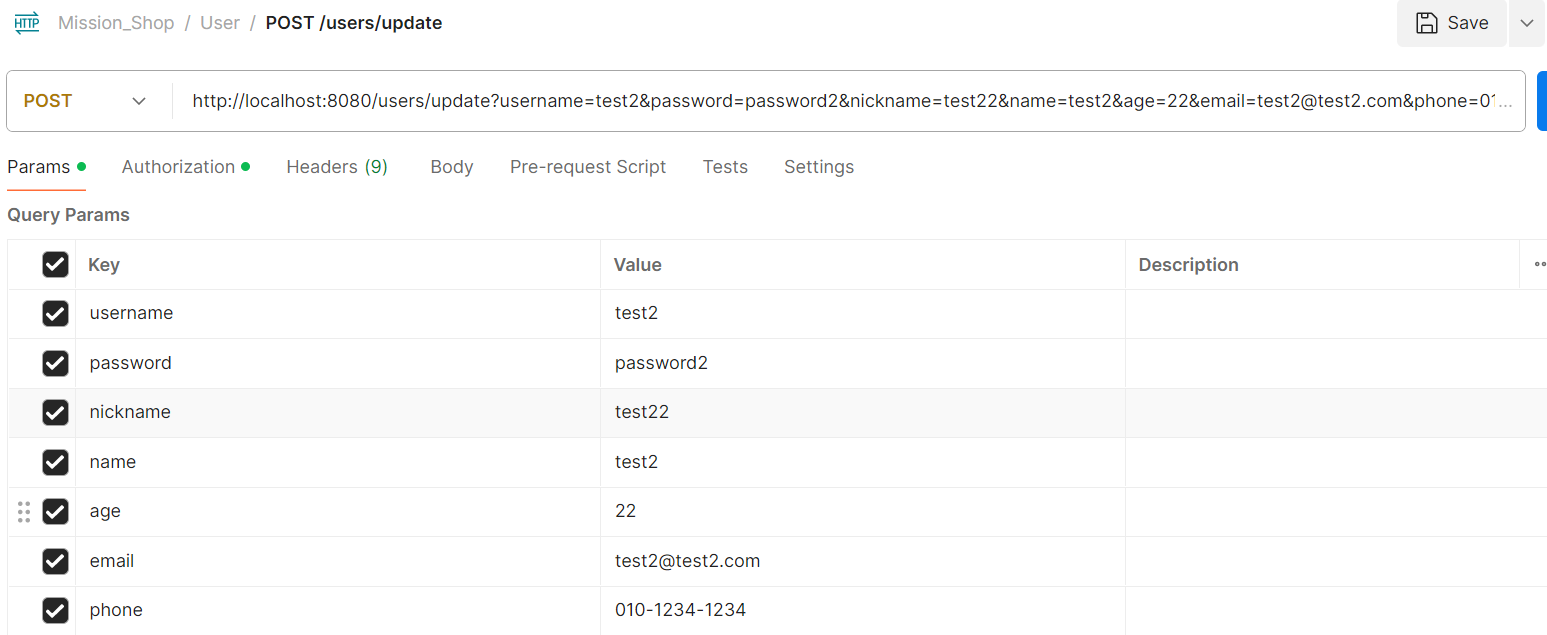 HTTP Mission_Shop / User / POST /users/update Save
POST http://localhost:8080/users/update?username=test2&password=password2&nickname=test22&name=test2&age=22&email=test2@test2.com&phone=01...
Params Authorization Headers (9) Body Pre-request Script Tests Settings
Query Params
Key Value Description
username test2
password password2
nickname test22
name test2
age 22
email test2@test2.com
phone 010-1234-1234